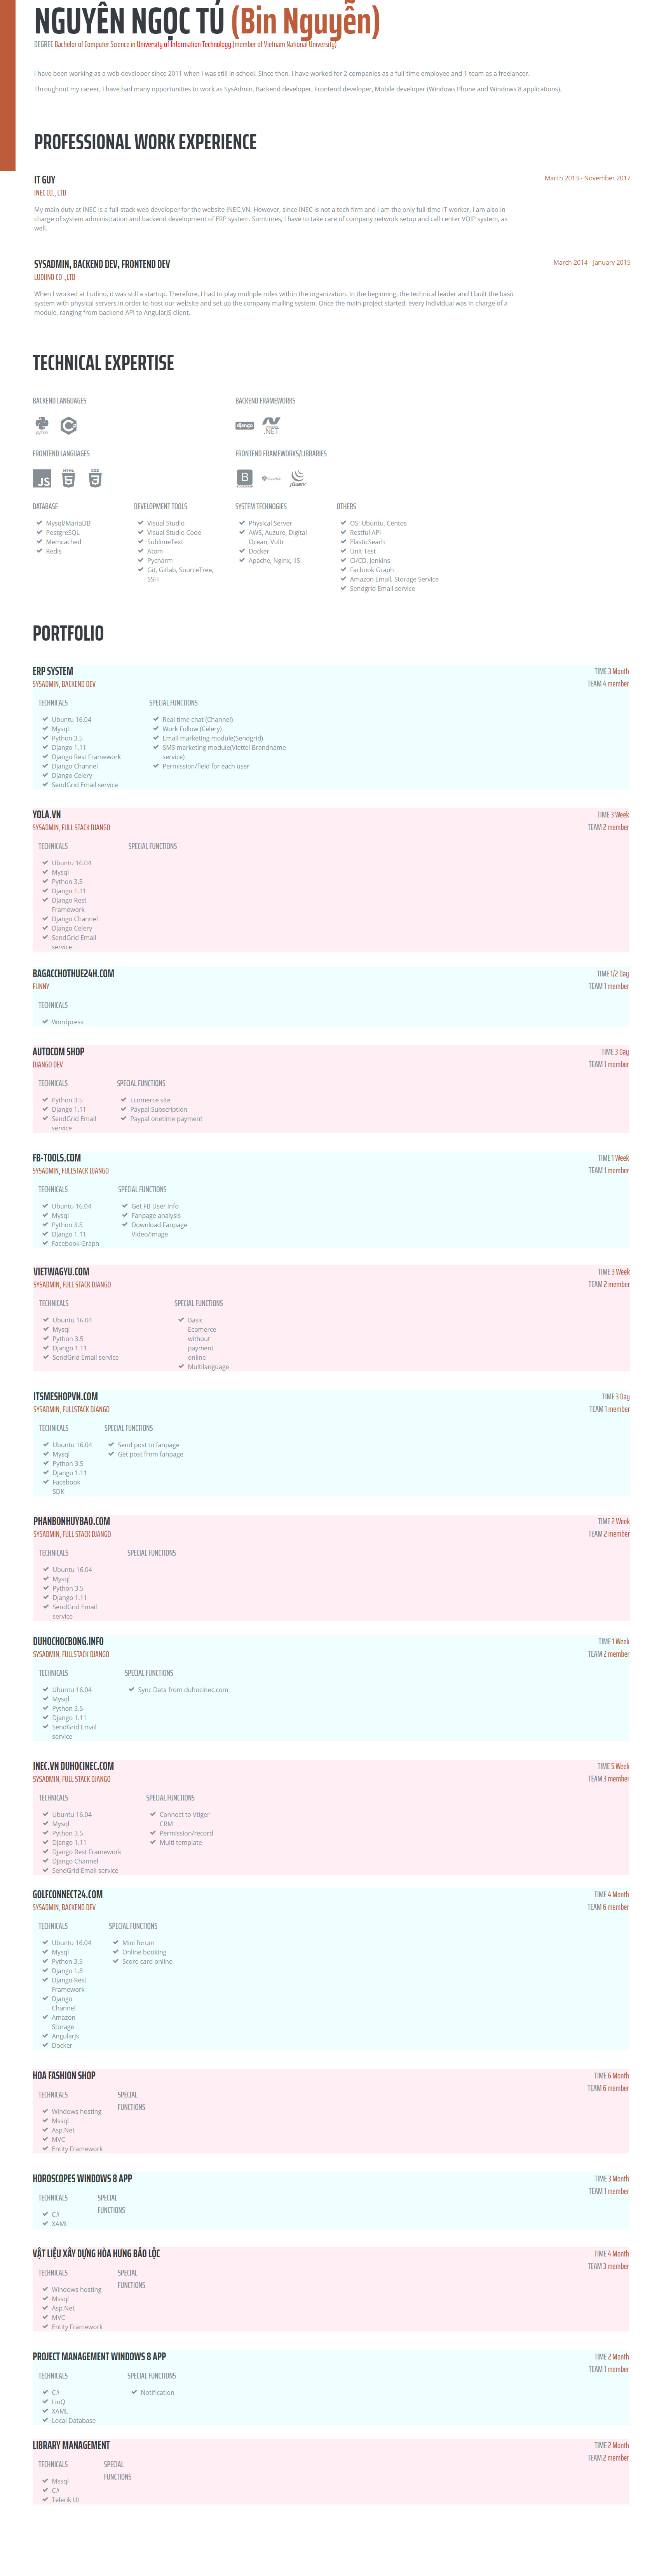 NGUYỄN NGỌC TÚ (Bin Nguyễn)
DEGREE Bachelor of Computer Science in University of Information Technology (member of Vietnam National University)
I have been working as a web developer since 2011 when I was still in school. Since then, I have worked for 2 companies as a full-time employee and 1 team as a freelancer.
Throughout my career, I have had many opportunities to work as SysAdmin, Backend developer, Frontend developer, Mobile developer (Windows Phone and Windows 8 applications).
PROFESSIONAL WORK EXPERIENCE
IT GUY
March 2013 - November 2017
INEC CO., LTD
My main duty at INEC is a full-stack web developer for the website INEC.VN. However, since INEC is not a tech firm and I am the only full-time IT worker, I am also in
charge of system administration and backend development of ERP system. Somtimes, I have to take care of company network setup and call center VOIP system, as
well.
SYSADMIN, BACKEND DEV, FRONTEND DEV
March 2014 - January 2015
LUDIINO CO .,LTD
When I worked at Ludino, it was still a startup. Therefore, I had to play multiple roles within the organization. In the beginning, the technical leader and I built the basic
system with physical servers in order to host our website and set up the company mailing system. Once the main project started, every individual was in charge of a
module, ranging from backend API to AngularJS client.
TECHNICAL EXPERTISE
BACKEND LANGUAGES
BACKEND FRAMEWORKS
python
django
.NET
FRONTEND LANGUAGES
FRONTEND FRAMEWORKS/LIBRARIES
JS
HTML 5
CSS 3
B
jQuery
DATABASE
Mysql/MariaDB
PostgreSQL
Memcached
Redis
DEVELOPMENT TOOLS
Visual Studio
Visual Studio Code
SublimeText
Atom
Pycharm
Git, Gitlab, SourceTree,
SSH
SYSTEM TECHNOGIES
Physical Server
AWS, Auzure, Digital
Ocean, Vultr
Docker
Apache, Nginx, IIS
OTHERS
OS: Ubuntu, Centos
Restful API
ElasticSearh
Unit Test
CI/CD, Jenkins
Facbook Graph
Amazon Email, Storage Service
Sendgrid Email service
PORTFOLIO
ERP SYSTEM
TIME 3 Month
SYSADMIN, BACKEND DEV
TEAM 4 member
TECHNICALS
Ubuntu 16.04
Mysql
Python 3.5
Django 1.11
Django Rest Framework
Django Channel
Django Celery
SendGrid Email service
SPECIAL FUNCTIONS
Real time chat (Channel)
Work Follow (Celery)
Email marketing module(Sendgrid)
SMS marketing module(Viettel Brandname
service)
Permission/field for each user
YOLA.VN
TIME 3 Week
SYSADMIN, FULL STACK DJANGO
TEAM 2 member
TECHNICALS
Ubuntu 16.04
Mysql
Python 3.5
Django 1.11
Django Rest
Framework
Django Channel
Django Celery
SendGrid Email
service
SPECIAL FUNCTIONS
BAGACCHOTHUE24H.COM
TIME 1/2 Day
FUNNY
TEAM 1 member
TECHNICALS
Wordpress
AUTOCOM SHOP
TIME 3 Day
DJANGO DEV
TEAM 1 member
TECHNICALS
Python 3.5
Django 1.11
SendGrid Email
service
SPECIAL FUNCTIONS
Ecomerce site
Paypal Subscription
Paypal onetime payment
FB-TOOLS.COM
TIME 1 Week
SYSADMIN, FULLSTACK DJANGO
TEAM 1 member
TECHNICALS
Ubuntu 16.04
Mysql
Python 3.5
Django 1.11
Facebook Graph
SPECIAL FUNCTIONS
Get FB User Info
Fanpage analysis
Download Fanpage
Video/Image
VIETWAGYU.COM
TIME 3 Week
SYSADMIN, FULL STACK DJANGO
TEAM 2 member
TECHNICALS
Ubuntu 16.04
Mysql
Python 3.5
Django 1.11
SendGrid Email service
SPECIAL FUNCTIONS
Basic
Ecomerce
without
payment
online
Multilanguage
ITSMESHOPVN.COM
TIME 3 Day
SYSADMIN, FULLSTACK DJANGO
TEAM 1 member
TECHNICALS
Ubuntu 16.04
Mysql
Python 3.5
Django 1.11
Facebook
SDK
SPECIAL FUNCTIONS
Send post to fanpage
Get post from fanpage
PHANBONHUYBAO.COM
TIME 2 Week
SYSADMIN, FULL STACK DJANGO
TEAM 2 member
TECHNICALS
Ubuntu 16.04
Mysql
Python 3.5
Django 1.11
SendGrid Email
service
SPECIAL FUNCTIONS
DUHOCHOCBONG.INFO
TIME 1 Week
SYSADMIN, FULLSTACK DJANGO
TEAM 2 member
TECHNICALS
Ubuntu 16.04
Mysql
Python 3.5
Django 1.11
SendGrid Email
service
SPECIAL FUNCTIONS
Sync Data from duhocinec.com
INEC.VN DUHOCINEC.COM
TIME 5 Week
SYSADMIN, FULL STACK DJANGO
TEAM 3 member
TECHNICALS
Ubuntu 16.04
Mysql
Python 3.5
Django 1.11
Django Rest Framework
Django Channel
SendGrid Email service
SPECIAL FUNCTIONS
Connect to Vtiger
CRM
Permission/record
Multi template
GOLFCONNECT24.COM
TIME 4 Month
SYSADMIN, BACKEND DEV
TEAM 6 member
TECHNICALS
Ubuntu 16.04
Mysql
Python 3.5
Django 1.8
Django Rest
Framework
Django
Channel
Amazon
Storage
AngularJs
Docker
SPECIAL FUNCTIONS
Mini forum
Online booking
Score card online
HOA FASHION SHOP
TIME 6 Month
TEAM 6 member
TECHNICALS
Windows hosting
Mssql
Asp.Net
MVC
Entity Framework
SPECIAL
FUNCTIONS
HOROSCOPES WINDOWS 8 APP
TIME 3 Month
TEAM 1 member
TECHNICALS
C#
XAML
SPECIAL
FUNCTIONS
VẬT LIỆU XÂY DỰNG HÒA HƯNG BẢO LỘC
TIME 4 Month
TEAM 3 member
TECHNICALS
Windows hosting
Mssql
Asp.Net
MVC
Entity Framework
SPECIAL
FUNCTIONS
PROJECT MANAGEMENT WINDOWS 8 APP
TIME 2 Month
TEAM 1 member
TECHNICALS
C#
LinQ
XAML
Local Database
SPECIAL FUNCTIONS
Notification
LIBRARY MANAGEMENT
TIME 2 Month
TEAM 2 member
TECHNICALS
Mssql
C#
Telerik UI
SPECIAL
FUNCTIONS